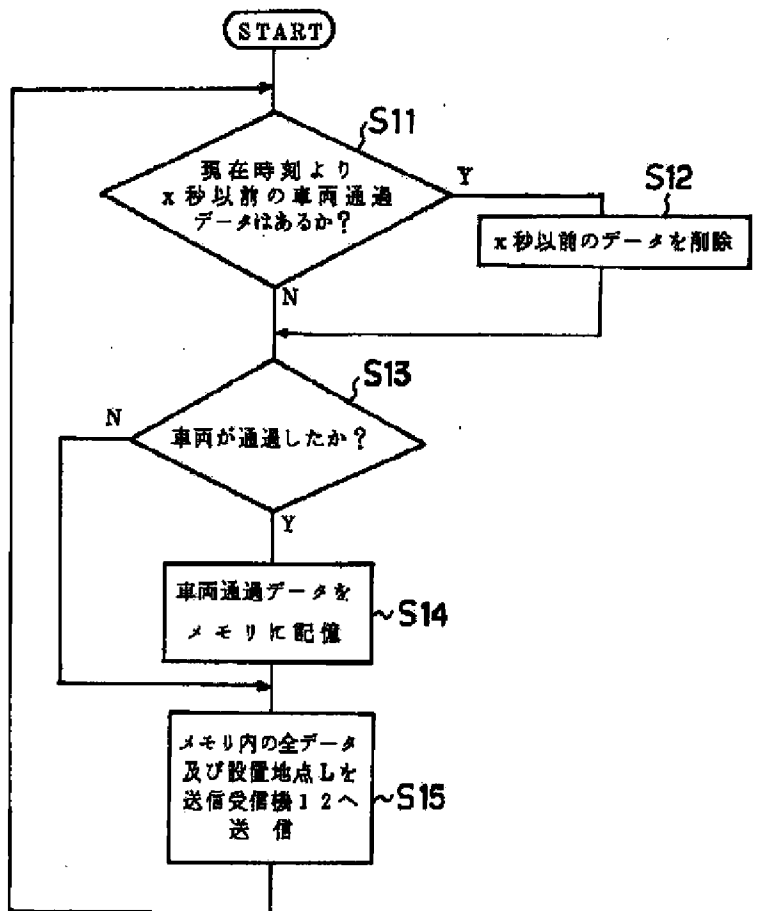 START
S11
現在時刻より
x秒以前の車両通過
データはあるか?
Y
S12
x秒以前のデータを削除
N
S13
N
車両が通過したか?
Y
車両通過データを
メモリに記憶
~S14
メモリ内の全データ
及び設置地点Lを
送信受信機12へ
送信
~S15